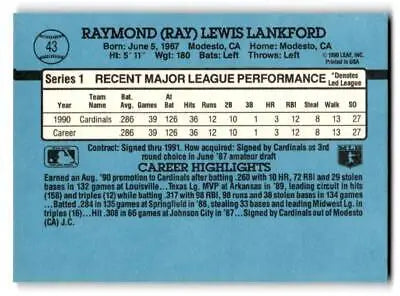 43
RAYMOND (RAY) LEWIS LANKFORD
Born: June 5, 1967 Modesto, CA Home: Modesto, CA
Ht: 5' 11" Wgt: 180 Bats: Left Throws: Left
© 1990 LEAF, INC.
Printed in U.S.A.
Series 1 RECENT MAJOR LEAGUE PERFORMANCE *Denotes Led League
Year Team Name Bat. Avg. Games At Bat Hits Runs 2B 3B HR RBI Steal Walk SO
1990 Cardinals .286 39 126 36 12 10 1 3 12 8 13 27
Career .286 39 126 36 12 10 1 3 12 8 13 27
Contract: Signed thru 1991. How acquired: Signed by Cardinals as 3rd
round choice in June '87 amateur draft
CAREER HIGHLIGHTS
Earned an Aug. '90 promotion to Cardinals after batting .260 with 10 HR, 72 RBI and 29 stolen
bases in 132 games at Louisville...Texas Lg. MVP at Arkansas in '89, leading circuit in hits
(158) and triples (12) while batting .317 with 98 runs, 98 RBI and 38 stolen bases in 134 games
...Batted .284 in 135 games at Springfield in '88, stealing 33 bases and leading Midwest Lg. in
triples (16)...Hit .308 in 66 games at Johnson City in '87...Signed by Cardinals out of Modesto
(CA) J.C.